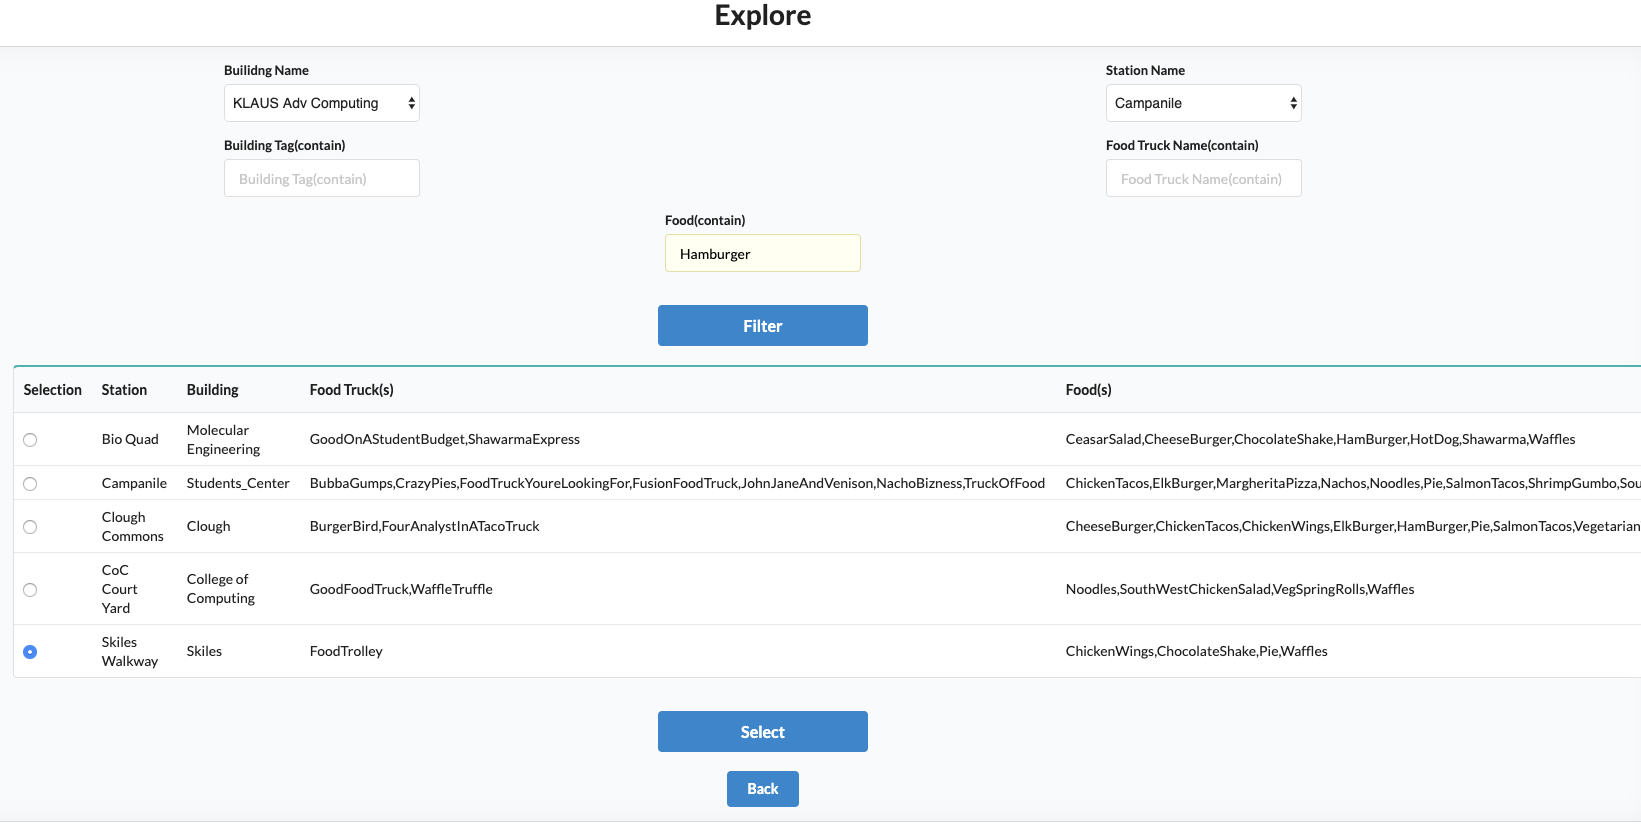 Explore
Builidng Name
Station Name
KLAUS Adv Computing
Campanile
Building Tag(contain)
Food Truck Name(contain)
Building Tag(contain)
Food Truck Name(contain)
Food(contain)
Hamburger
Filter
Selection Station Building Food Truck(s) Food(s)
Bio Quad Molecular Engineering GoodOnAStudentBudget,ShawarmaExpress CeasarSalad,CheeseBurger,ChocolateShake,HamBurger,HotDog,Shawarma,Waffles
Campanile Students_Center BubbaGumps,CrazyPies,FoodTruckYoureLookingFor,FusionFoodTruck,JohnJaneAndVenison,NachoBizness,TruckOfFood ChickenTacos,ElkBurger,MargheritaPizza,Nachos,Noodles,Pie,SalmonTacos,ShrimpGumbo,Sou
Clough Commons Clough BurgerBird,FourAnalystInATacoTruck CheeseBurger,ChickenTacos,ChickenWings,ElkBurger,HamBurger,Pie,SalmonTacos,Vegetarian
CoC Court Yard College of Computing GoodFoodTruck,WaffleTruffle Noodles,SouthWestChickenSalad,VegSpringRolls,Waffles
Skiles Walkway Skiles FoodTrolley ChickenWings,ChocolateShake,Pie,Waffles
Select
Back